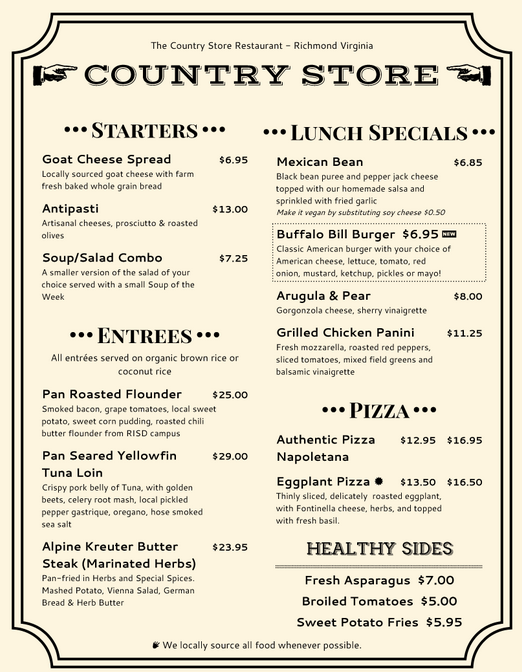 The Country Store Restaurant - Richmond Virginia
COUNTRY STORE
••• STARTERS •••
Goat Cheese Spread $6.95
Locally sourced goat cheese with farm
fresh baked whole grain bread
Antipasti $13.00
Artisanal cheeses, prosciutto & roasted
olives
Soup/Salad Combo $7.25
A smaller version of the salad of your
choice served with a small Soup of the
Week
••• ENTREES •••
All entrées served on organic brown rice or
coconut rice
Pan Roasted Flounder $25.00
Smoked bacon, grape tomatoes, local sweet
potato, sweet corn pudding, roasted chili
butter flounder from RISD campus
Pan Seared Yellowfin $29.00
Tuna Loin
Crispy pork belly of Tuna, with golden
beets, celery root mash, local pickled
pepper gastrique, oregano, hose smoked
sea salt
Alpine Kreuter Butter $23.95
Steak (Marinated Herbs)
Pan-fried in Herbs and Special Spices.
Mashed Potato, Vienna Salad, German
Bread & Herb Butter
••• LUNCH SPECIALS •••
Mexican Bean $6.85
Black bean puree and pepper jack cheese
topped with our homemade salsa and
sprinkled with fried garlic
Make it vegan by substituting soy cheese $0.50
Buffalo Bill Burger $6.95 NEW
Classic American burger with your choice of
American cheese, lettuce, tomato, red
onion, mustard, ketchup, pickles or mayo!
Arugula & Pear $8.00
Gorgonzola cheese, sherry vinaigrette
Grilled Chicken Panini $11.25
Fresh mozzarella, roasted red peppers,
sliced tomatoes, mixed field greens and
balsamic vinaigrette
••• PIZZA •••
Authentic Pizza $12.95 $16.95
Napoletana
Eggplant Pizza $13.50 $16.50
Thinly sliced, delicately roasted eggplant,
with Fontinella cheese, herbs, and topped
with fresh basil.
HEALTHY SIDES
Fresh Asparagus $7.00
Broiled Tomatoes $5.00
Sweet Potato Fries $5.95
We locally source all food whenever possible.